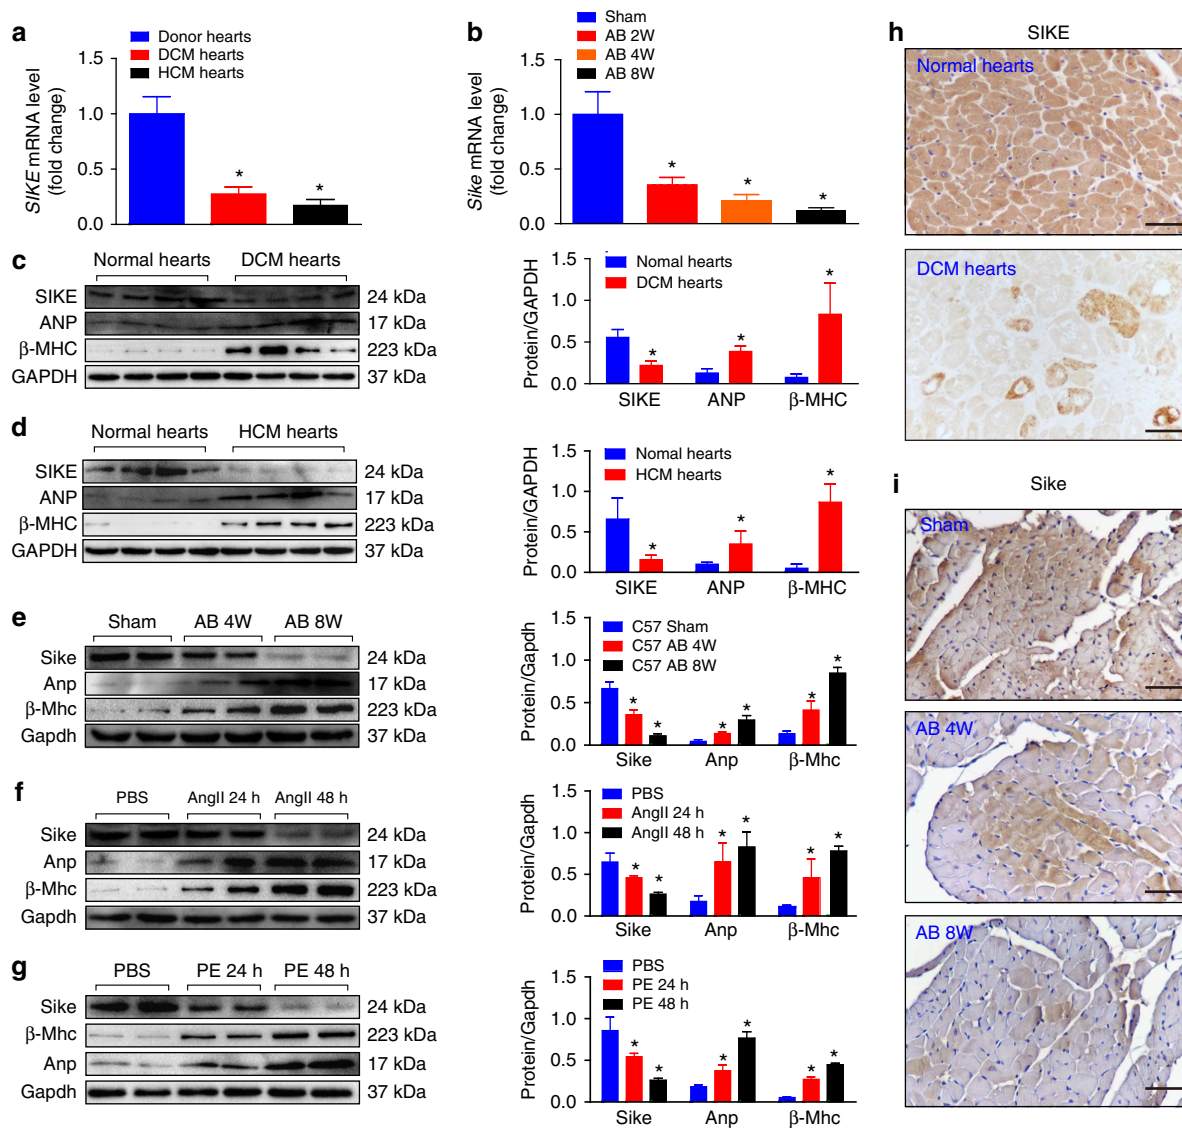 a
Donor hearts
DCM hearts
HCM hearts
SIKE mRNA level
(fold change)
1.5
1.0
0.5
0.0
*
*
b
Sham
AB 2W
AB 4W
AB 8W
Sike mRNA level
(fold change)
1.5
1.0
0.5
0.0
*
*
*
c
Normal hearts DCM hearts
SIKE 24 kDa
ANP 17 kDa
β-MHC 223 kDa
GAPDH 37 kDa
Protein/GAPDH
1.5
1.0
0.5
0.0
Nomal hearts
DCM hearts
*
*
*
SIKE ANP β-MHC
d
Normal hearts HCM hearts
SIKE 24 kDa
ANP 17 kDa
β-MHC 223 kDa
GAPDH 37 kDa
Protein/GAPDH
1.5
1.0
0.5
0.0
Nomal hearts
HCM hearts
*
*
*
SIKE ANP β-MHC
e
Sham AB 4W AB 8W
Sike 24 kDa
Anp 17 kDa
β-Mhc 223 kDa
Gapdh 37 kDa
Protein/Gapdh
1.5
1.0
0.5
0.0
C57 Sham
C57 AB 4W
C57 AB 8W
*
*
*
*
*
*
Sike Anp β-Mhc
f
PBS AngII 24 h AngII 48 h
Sike 24 kDa
Anp 17 kDa
β-Mhc 223 kDa
Gapdh 37 kDa
Protein/Gapdh
1.5
1.0
0.5
0.0
PBS
AngII 24 h
AngII 48 h
*
*
*
*
*
*
Sike Anp β-Mhc
g
PBS PE 24 h PE 48 h
Sike 24 kDa
β-Mhc 223 kDa
Anp 17 kDa
Gapdh 37 kDa
Protein/Gapdh
1.5
1.0
0.5
0.0
PBS
PE 24 h
PE 48 h
*
*
*
*
*
*
Sike Anp β-Mhc
h
SIKE
Normal hearts
DCM hearts
i
Sike
Sham
AB 4W
AB 8W